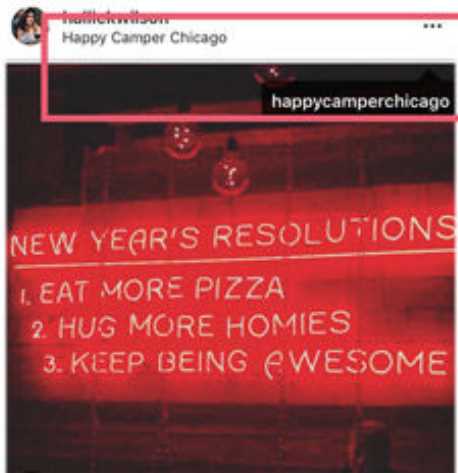 Happy Camper Chicago
happycamperchicago
NEW YEAR'S RESOLUTIONS
1. EAT MORE PIZZA
2. HUG MORE HOMIES
3. KEEP BEING AWESOME